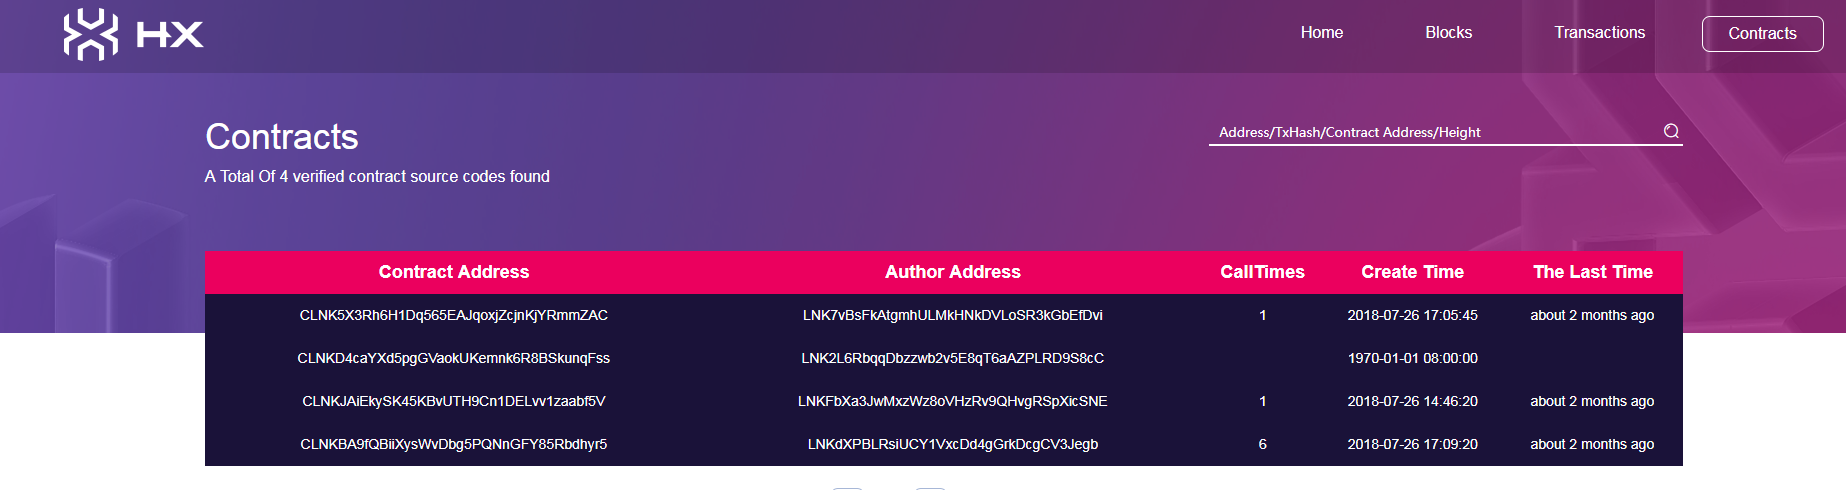 HX Home Blocks Transactions Contracts
Contracts
Address/TxHash/Contract Address/Height
A Total Of 4 verified contract source codes found
Contract Address Author Address CallTimes Create Time The Last Time
CLNK5X3Rh6H1Dq565EAJqoxjZcjnKjYRmmZAC LNK7vBsFkAtgmhULMkHNkDVLoSR3kGbEfDvi 1 2018-07-26 17:05:45 about 2 months ago
CLNKD4caYXd5pgGVaokUKemnk6R8BSkunqFss LNK2L6RbqqDbzzwb2v5E8qT6aAZPLRD9S8cC 1970-01-01 08:00:00
CLNKJAiEkySK45KBvUTH9Cn1DELvv1zaabf5V LNKFbXa3JwMxzWz8oVHzRv9QHvgRSpXicSNE 1 2018-07-26 14:46:20 about 2 months ago
CLNKBA9fQBiiXysWvDbg5PQNnGFY85Rbdhyr5 LNKdXPBLRsiUCY1VxcDd4gGrkDcgCV3Jegb 6 2018-07-26 17:09:20 about 2 months ago